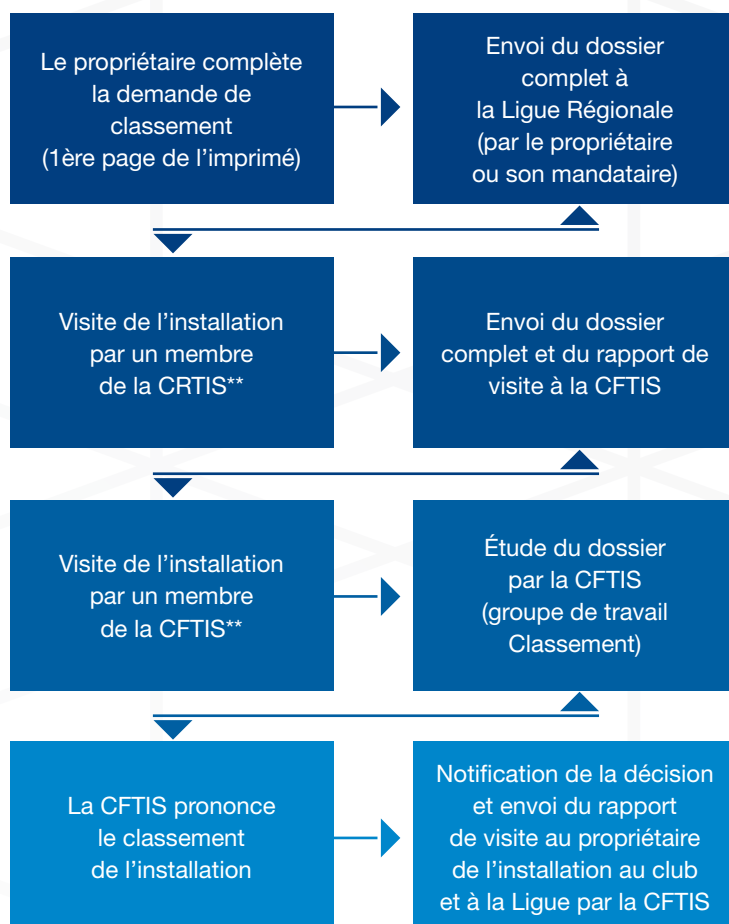 Le propriétaire complète
la demande de
classement
(1ère page de l'imprimé)
Envoi du dossier
complet à
la Ligue Régionale
(par le propriétaire
ou son mandataire)
Visite de l'installation
par un membre
de la CRTIS**
Envoi du dossier
complet et du rapport de
visite à la CFTIS
Visite de l'installation
par un membre
de la CFTIS**
Étude du dossier
par la CFTIS
(groupe de travail
Classement)
La CFTIS prononce
le classement
de l'installation
Notification de la décision
et envoi du rapport
de visite au propriétaire
de l'installation au club
et à la Ligue par la CFTIS